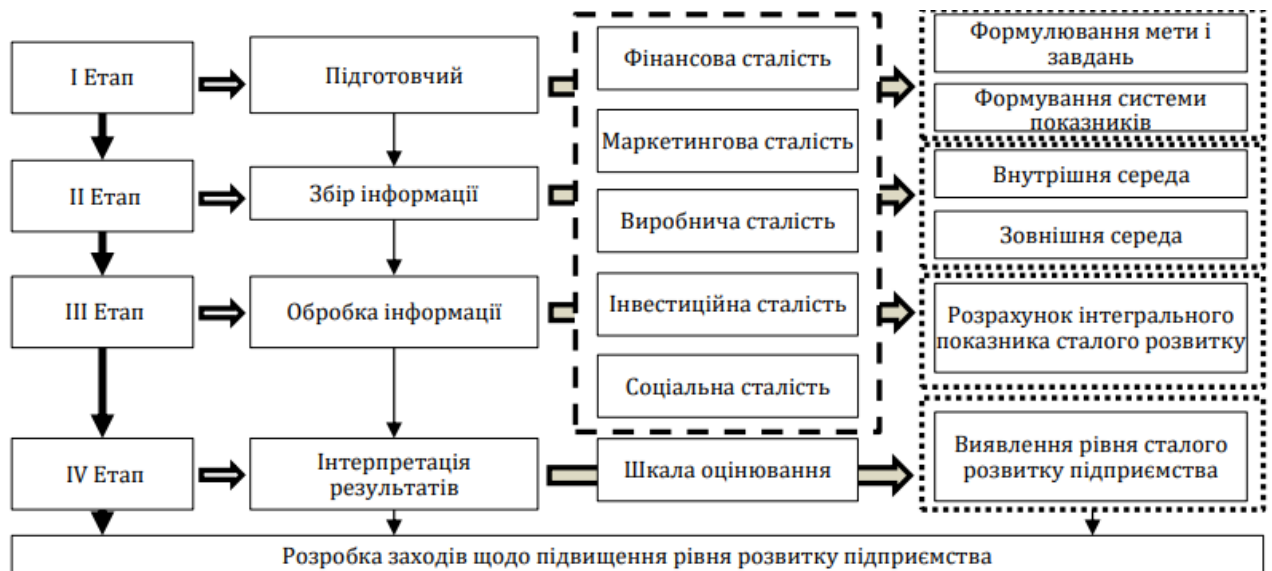 І Етап
Підготовчий
Фінансова сталість
Формулювання мети і
завдань
Формування системи
показників
Маркетингова сталість
ІІ Етап
Збір інформації
Внутрішня середа
Виробнича сталість
Зовнішня середа
ІІІ Етап
Обробка інформації
Інвестиційна сталість
Розрахунок інтегрального
показника сталого розвитку
Соціальна сталість
IV Етап
Інтерпретація
результатів
Шкала оцінювання
Виявлення рівня сталого
розвитку підприємства
Розробка заходів щодо підвищення рівня розвитку підприємства